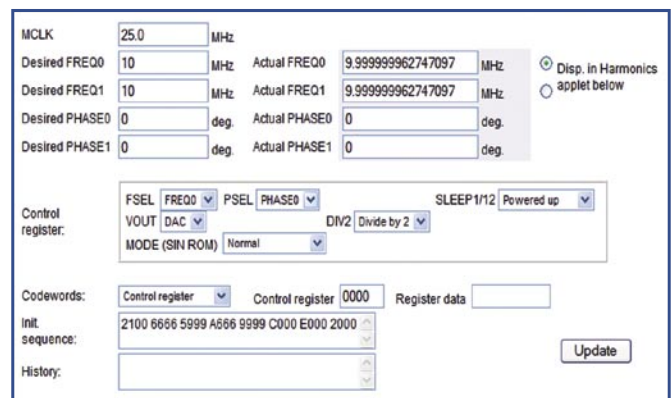 MCLK 25.0 MHz
Desired FREQ0 10 MHz Actual FREQ0 9.999999962747097 MHz Disp. in Harmonics
Desired FREQ1 10 MHz Actual FREQ1 9.999999962747097 MHz applet below
Desired PHASE0 0 deg. Actual PHASE0 0 deg.
Desired PHASE1 0 deg. Actual PHASE1 0 deg.
Control register:
FSEL FREQ0 PSEL PHASE0 SLEEP1/12 Powered up
VOUT DAC DIV2 Divide by 2
MODE (SIN ROM) Normal
Codewords: Control register Control register 0000 Register data
Init. sequence: 2100 6666 5999 A666 9999 C000 E000 2000
Update
History: